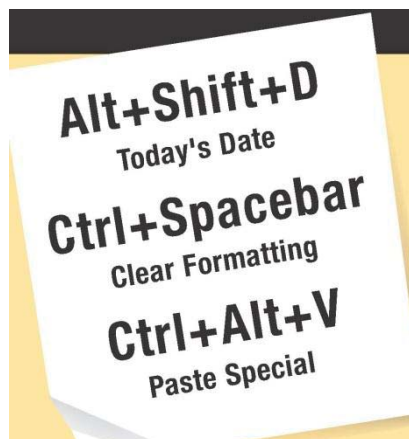 Alt+Shift+D
Today's Date
Ctrl+Spacebar
Clear Formatting
Ctrl+Alt+V
Paste Special